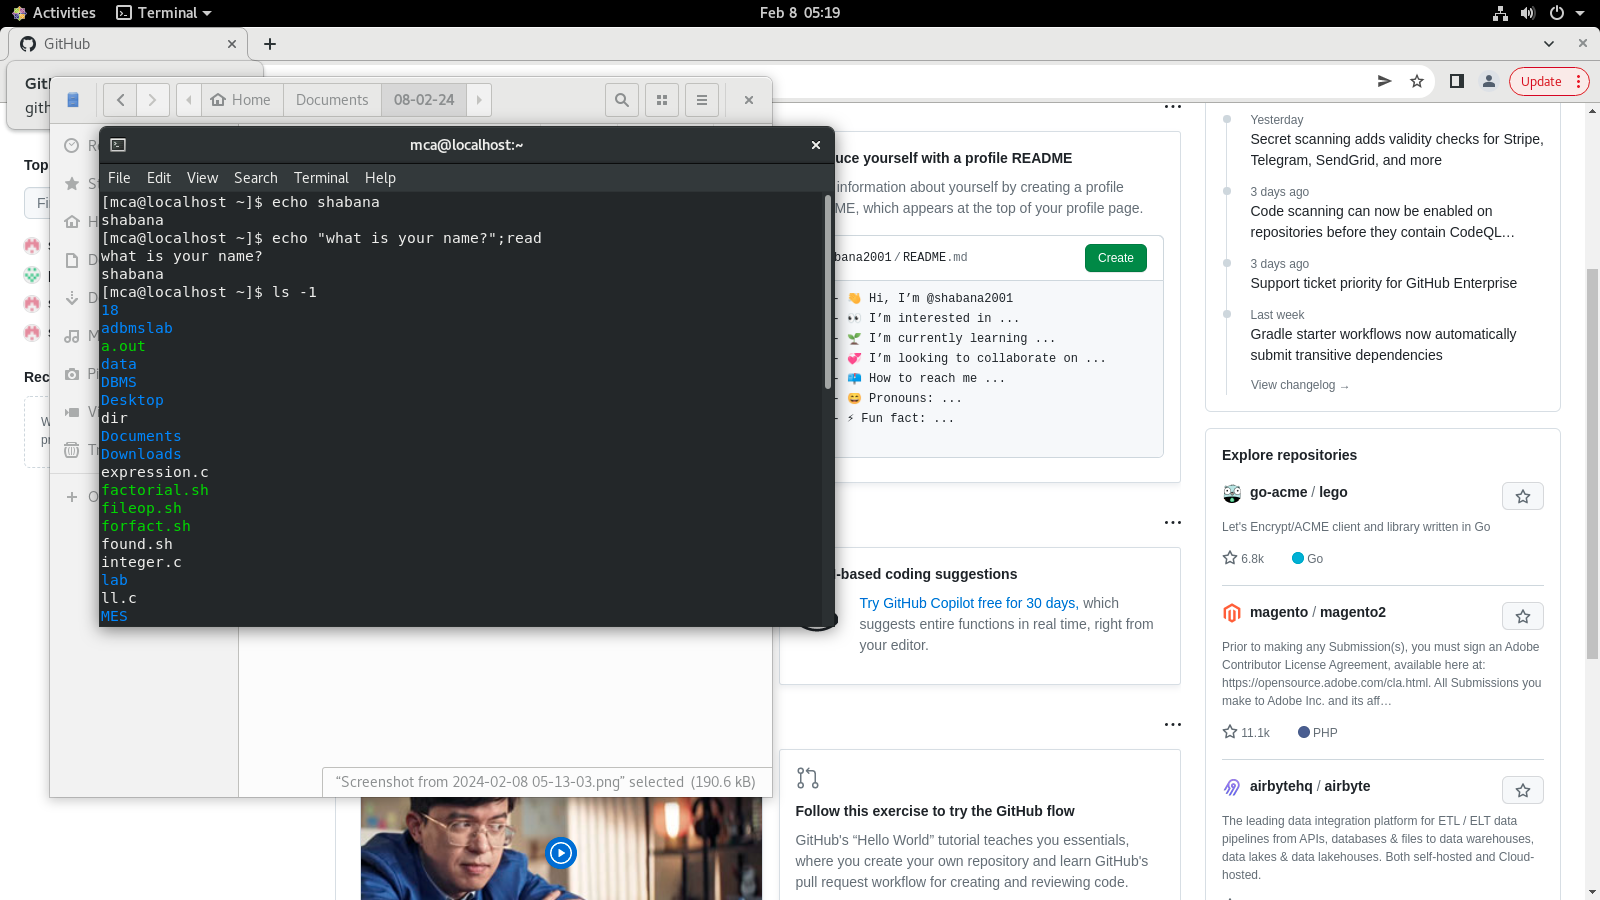 Activities
Terminal
Feb 8 05:19
GitHub
Update
Home
Documents
08-02-24
mca@localhost:~
File Edit View Search Terminal Help
[mca@localhost ~]$ echo shabana
shabana
[mca@localhost ~]$ echo "what is your name?";read
what is your name?
shabana
[mca@localhost ~]$ ls -1
18
adbmslab
a.out
data
DBMS
Desktop
dir
Documents
Downloads
expression.c
factorial.sh
fileop.sh
forfact.sh
found.sh
integer.c
lab
ll.c
MES
“Screenshot from 2024-02-08 05-13-03.png” selected (190.6 kB)
Top
uce yourself with a profile README
information about yourself by creating a profile
ME, which appears at the top of your profile page.
bana2001/README.md
Create
- 👋 Hi, I’m @shabana2001
- 👀 I’m interested in ...
- 🌱 I’m currently learning ...
- 💞️ I’m looking to collaborate on ...
- 📫 How to reach me ...
- 😄 Pronouns: ...
- ⚡ Fun fact: ...
-based coding suggestions
Try GitHub Copilot free for 30 days, which
suggests entire functions in real time, right from
your editor.
Follow this exercise to try the GitHub flow
GitHub's “Hello World” tutorial teaches you essentials,
where you create your own repository and learn GitHub's
pull request workflow for creating and reviewing code.
Yesterday
Secret scanning adds validity checks for Stripe,
Telegram, SendGrid, and more
3 days ago
Code scanning can now be enabled on
repositories before they contain CodeQL…
3 days ago
Support ticket priority for GitHub Enterprise
Last week
Gradle starter workflows now automatically
submit transitive dependencies
View changelog →
Explore repositories
go-acme / lego
Let's Encrypt/ACME client and library written in Go
6.8k
Go
magento / magento2
Prior to making any Submission(s), you must sign an Adobe
Contributor License Agreement, available here at:
https://opensource.adobe.com/cla.html. All Submissions you
make to Adobe Inc. and its aff…
11.1k
PHP
airbytehq / airbyte
The leading data integration platform for ETL / ELT data
pipelines from APIs, databases & files to data warehouses,
data lakes & data lakehouses. Both self-hosted and Cloud-
hosted.